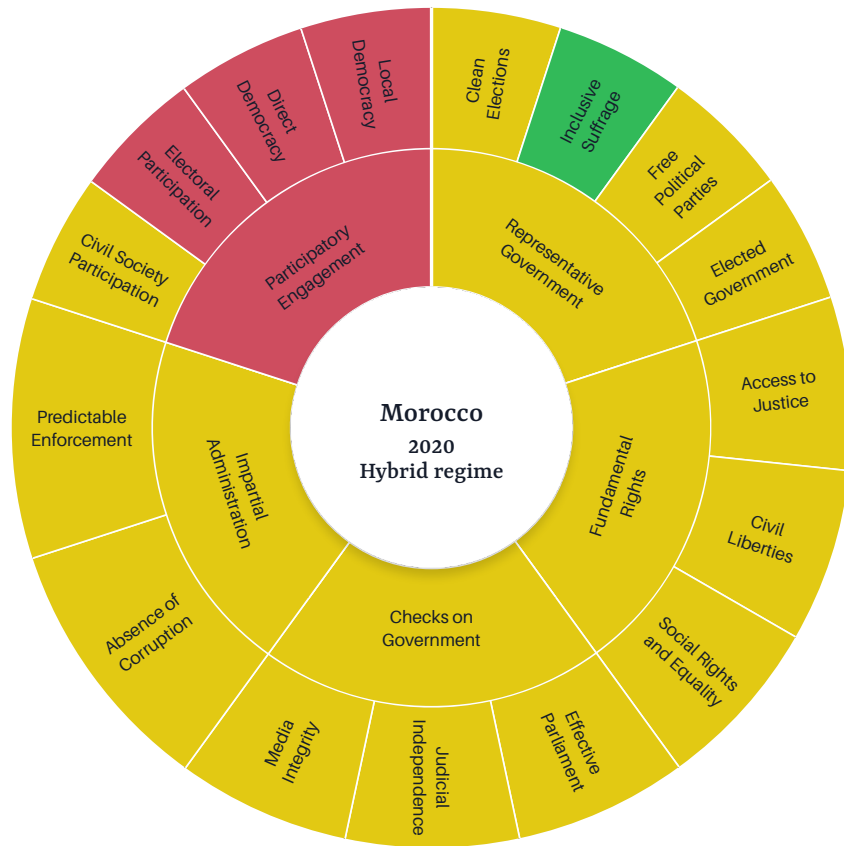 Morocco
2020
Hybrid regime
Representative
Government
Clean
Elections
Inclusive
Suffrage
Free
Political
Parties
Elected
Government
Fundamental
Rights
Access to
Justice
Civil
Liberties
Social Rights
and Equality
Checks on
Government
Effective
Parliament
Judicial
Independence
Media
Integrity
Impartial
Administration
Absence of
Corruption
Predictable
Enforcement
Participatory
Engagement
Civil Society
Participation
Electoral
Participation
Direct
Democracy
Local
Democracy